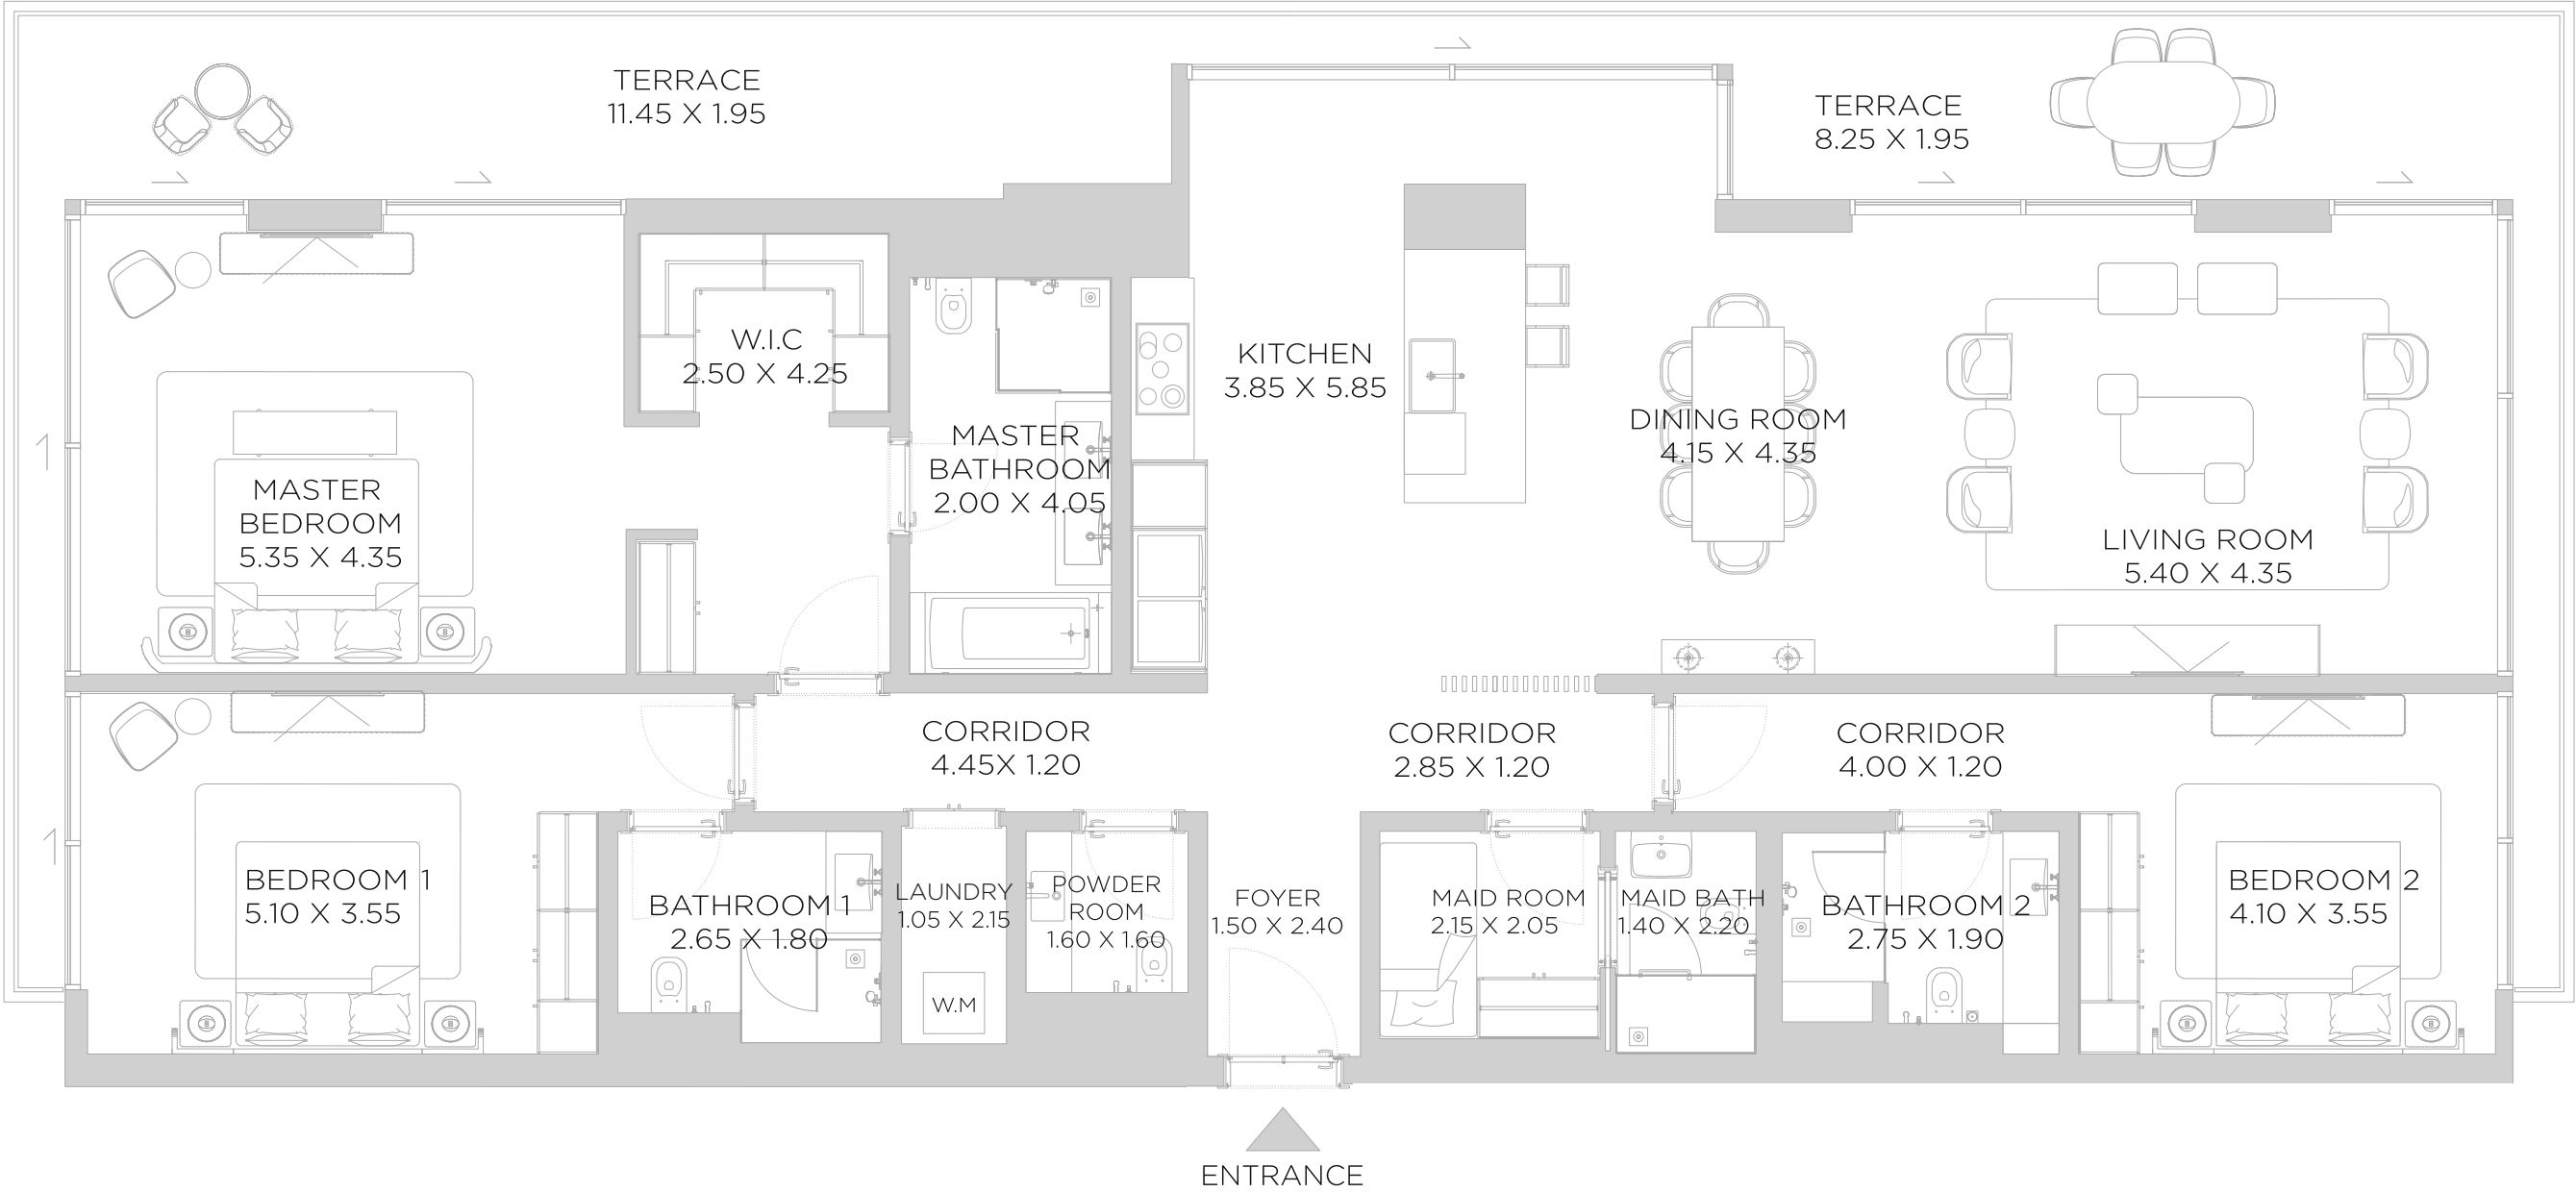 TERRACE
11.45 X 1.95
TERRACE
8.25 X 1.95
W.I.C
2.50 X 4.25
KITCHEN
3.85 X 5.85
MASTER
BATHROOM
2.00 X 4.05
DINING ROOM
4.15 X 4.35
MASTER
BEDROOM
5.35 X 4.35
LIVING ROOM
5.40 X 4.35
CORRIDOR
4.45X 1.20
CORRIDOR
2.85 X 1.20
CORRIDOR
4.00 X 1.20
BEDROOM 1
5.10 X 3.55
BATHROOM 1
2.65 X 1.80
LAUNDRY
1.05 X 2.15
W.M
POWDER
ROOM
1.60 X 1.60
FOYER
1.50 X 2.40
MAID ROOM
2.15 X 2.05
MAID BATH
1.40 X 2.20
BATHROOM 2
2.75 X 1.90
BEDROOM 2
4.10 X 3.55
ENTRANCE